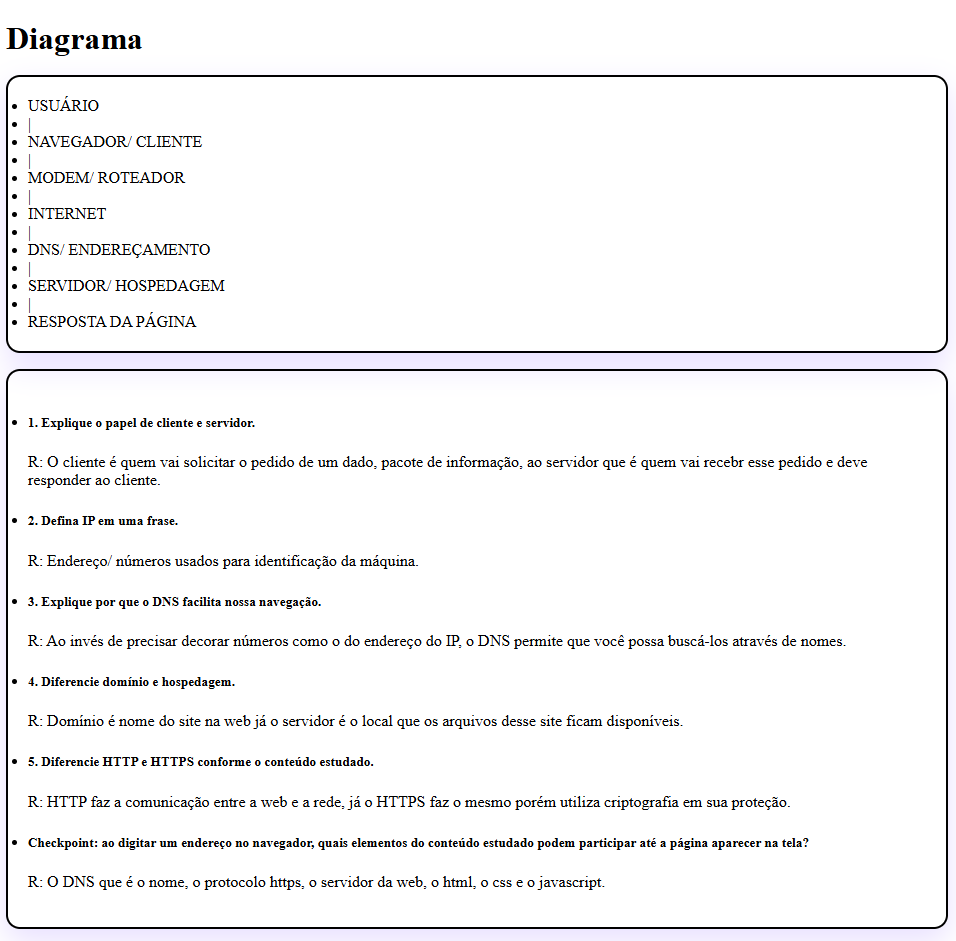 Diagrama
• USUÁRIO
• |
• NAVEGADOR/ CLIENTE
• |
• MODEM/ ROTEADOR
• |
• INTERNET
• |
• DNS/ ENDEREÇAMENTO
• |
• SERVIDOR/ HOSPEDAGEM
• |
• RESPOSTA DA PÁGINA
• 1. Explique o papel de cliente e servidor.
R: O cliente é quem vai solicitar o pedido de um dado, pacote de informação, ao servidor que é quem vai recebr esse pedido e deve
responder ao cliente.
• 2. Defina IP em uma frase.
R: Endereço/ números usados para identificação da máquina.
• 3. Explique por que o DNS facilita nossa navegação.
R: Ao invés de precisar decorar números como o do endereço do IP, o DNS permite que você possa buscá-los através de nomes.
• 4. Diferencie domínio e hospedagem.
R: Domínio é nome do site na web já o servidor é o local que os arquivos desse site ficam disponíveis.
• 5. Diferencie HTTP e HTTPS conforme o conteúdo estudado.
R: HTTP faz a comunicação entre a web e a rede, já o HTTPS faz o mesmo porém utiliza criptografia em sua proteção.
• Checkpoint: ao digitar um endereço no navegador, quais elementos do conteúdo estudado podem participar até a página aparecer na tela?
R: O DNS que é o nome, o protocolo https, o servidor da web, o html, o css e o javascript.